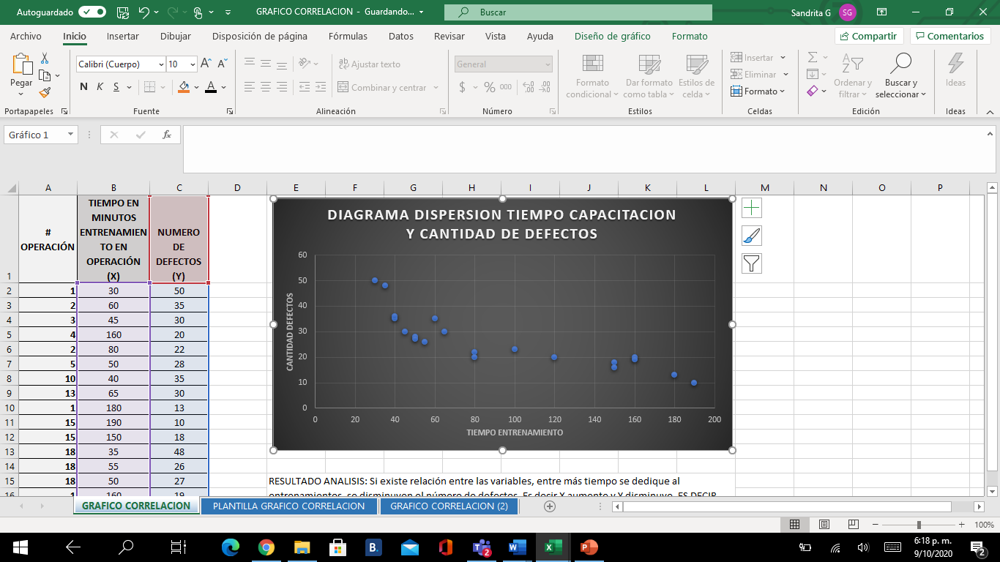 Autoguardado
GRAFICO CORRELACION - Guardando...
Buscar
Sandrita G
SG
Archivo Inicio Insertar Dibujar Disposición de página Fórmulas Datos Revisar Vista Ayuda Diseño de gráfico Formato
Compartir Comentarios
Pegar
Calibri (Cuerpo) 10 A A
N K S A
ab Ajustar texto
Combinar y centrar
General
$ % 000
Formato condicional
Dar formato como tabla
Estilos de celda
Insertar
Eliminar
Formato
Ordenar y filtrar
Buscar y seleccionar
Ideas
Portapapeles Fuente Alineación Número Estilos Celdas Edición Ideas
Gráfico 1
fx
A B C D E F G H I J K L M N O P
1
# OPERACIÓN
TIEMPO EN
MINUTOS
ENTRENAMIEN
TO EN
OPERACIÓN
(X)
NUMERO
DE
DEFECTOS
(Y)
2 1 30 50
3 2 60 35
4 3 45 30
5 4 160 20
6 2 80 22
7 5 50 28
8 10 40 35
9 13 65 30
10 1 180 13
11 15 190 10
12 15 150 18
13 18 35 48
14 18 55 26
15 18 50 27
16 1 160 19
DIAGRAMA DISPERSION TIEMPO CAPACITACION
Y CANTIDAD DE DEFECTOS
CANTIDAD DEFECTOS
60
50
40
30
20
10
0
0 20 40 60 80 100 120 140 160 180 200
TIEMPO ENTRENAMIENTO
RESULTADO ANALISIS: Si existe relación entre las variables, entre más tiempo se dedique al
entrenamientos, se disminuyen el número de defectos. Es decir X aumento y Y disminuye. ES DECIR
GRAFICO CORRELACION PLANTILLA GRAFICO CORRELACION GRAFICO CORRELACION (2)
100%
B.
2
6:18 p. m.
9/10/2020
2